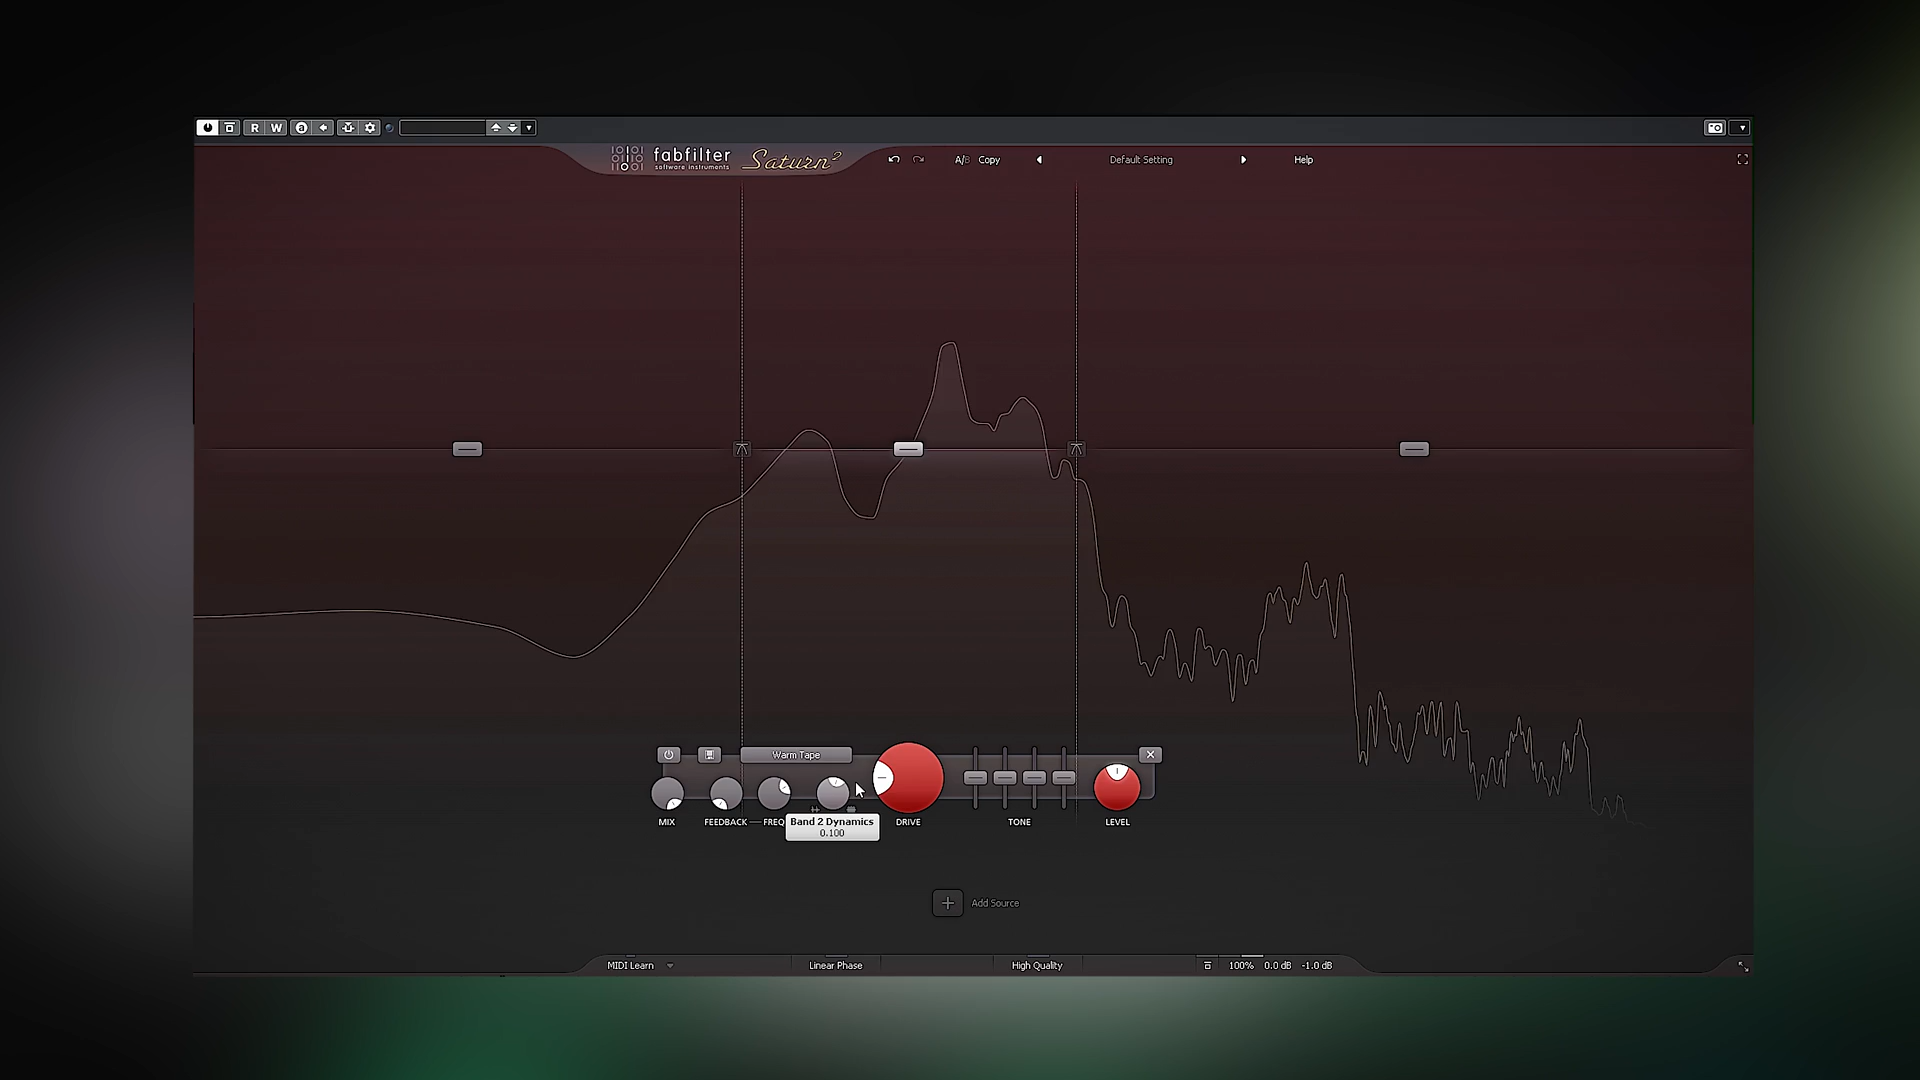 R W a
fabfilter
software instruments
Saturn 2
A/B Copy
Default Setting
Help
Warm Tape
MIX
FEEDBACK
FREQ
DRIVE
TONE
LEVEL
Band 2 Dynamics
0.100
Add Source
MIDI Learn
Linear Phase
High Quality
100% 0.0 dB -1.0 dB